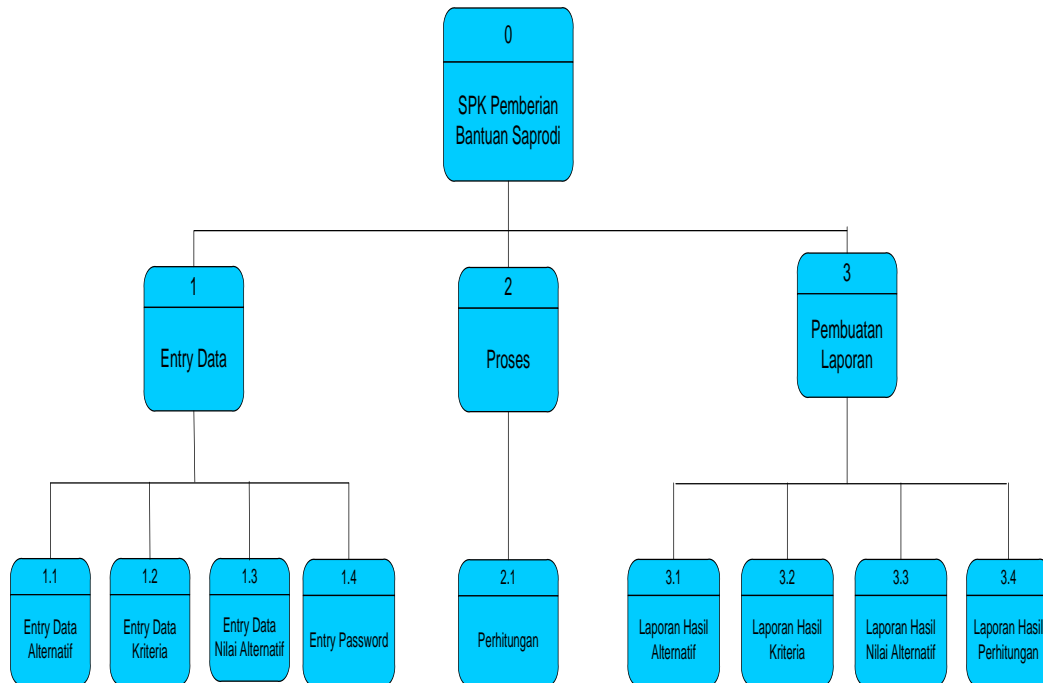 0
SPK Pemberian
Bantuan Saprodi
1
Entry Data
2
Proses
3
Pembuatan
Laporan
1.1
Entry Data
Alternatif
1.2
Entry Data
Kriteria
1.3
Entry Data
Nilai Alternatif
1.4
Entry Password
2.1
Perhitungan
3.1
Laporan Hasil
Alternatif
3.2
Laporan Hasil
Kriteria
3.3
Laporan Hasil
Nilai Alternatif
3.4
Laporan Hasil
Perhitungan